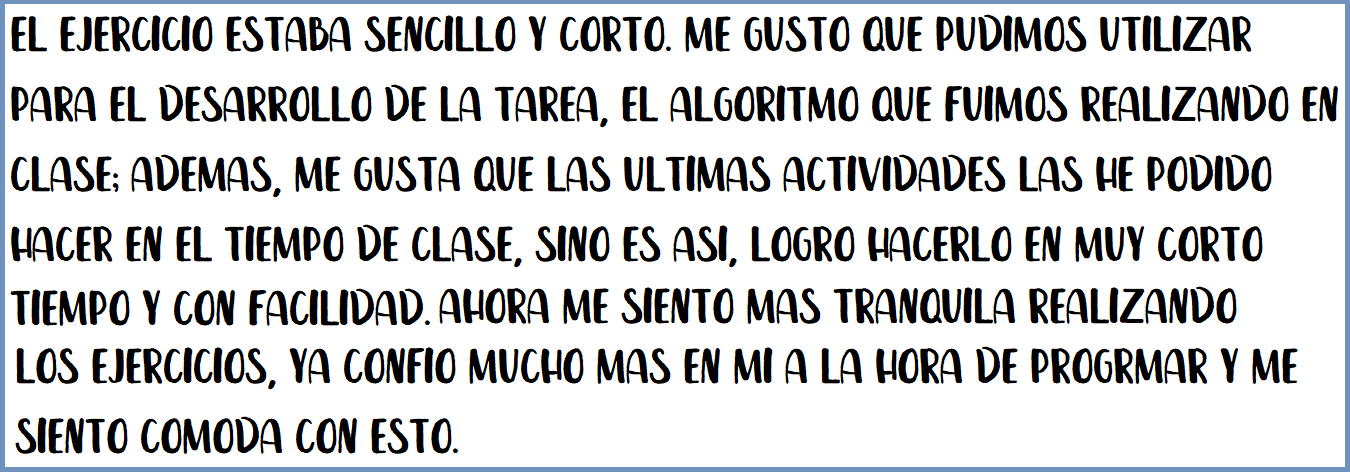 EL EJERCICIO ESTABA SENCILLO Y CORTO. ME GUSTO QUE PUDIMOS UTILIZAR
PARA EL DESARROLLO DE LA TAREA, EL ALGORITMO QUE FUIMOS REALIZANDO EN
CLASE; ADEMAS, ME GUSTA QUE LAS ULTIMAS ACTIVIDADES LAS HE PODIDO
HACER EN EL TIEMPO DE CLASE, SINO ES ASI, LOGRO HACERLO EN MUY CORTO
TIEMPO Y CON FACILIDAD. AHORA ME SIENTO MAS TRANQUILA REALIZANDO
LOS EJERCICIOS, YA CONFIO MUCHO MAS EN MI A LA HORA DE PROGRMAR Y ME
SIENTO COMODA CON ESTO.